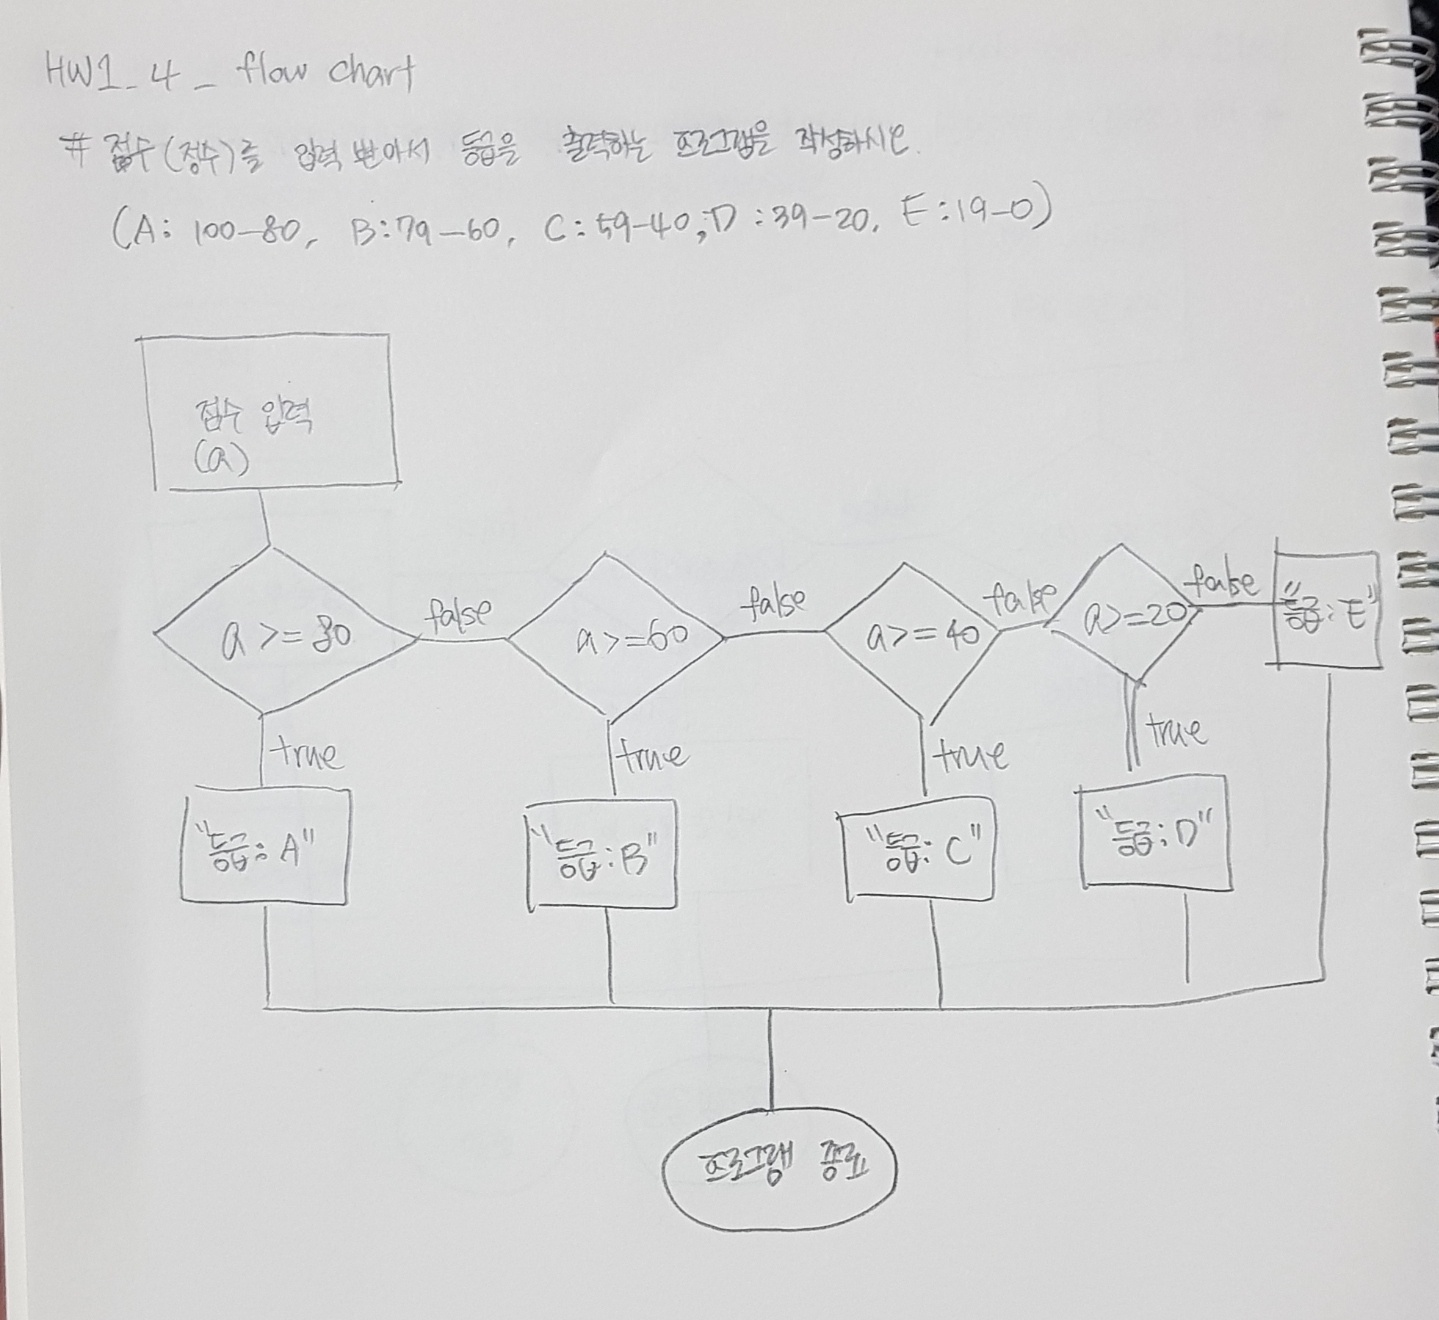 HW1_4_ flow chart
# 점수(정수)를 입력 받아서 등급을 출력하는 프로그램을 작성하시오.
(A: 100-80, B:79-60, C:59-40, D:39-20, E:19-0)
점수 입력
(a)
a>=80
false
a>=60
false
a>=40
false
a>=20
false
"등급:E"
true
true
true
true
"등급:A"
"등급:B"
"등급:C"
"등급:D"
프로그램 종료